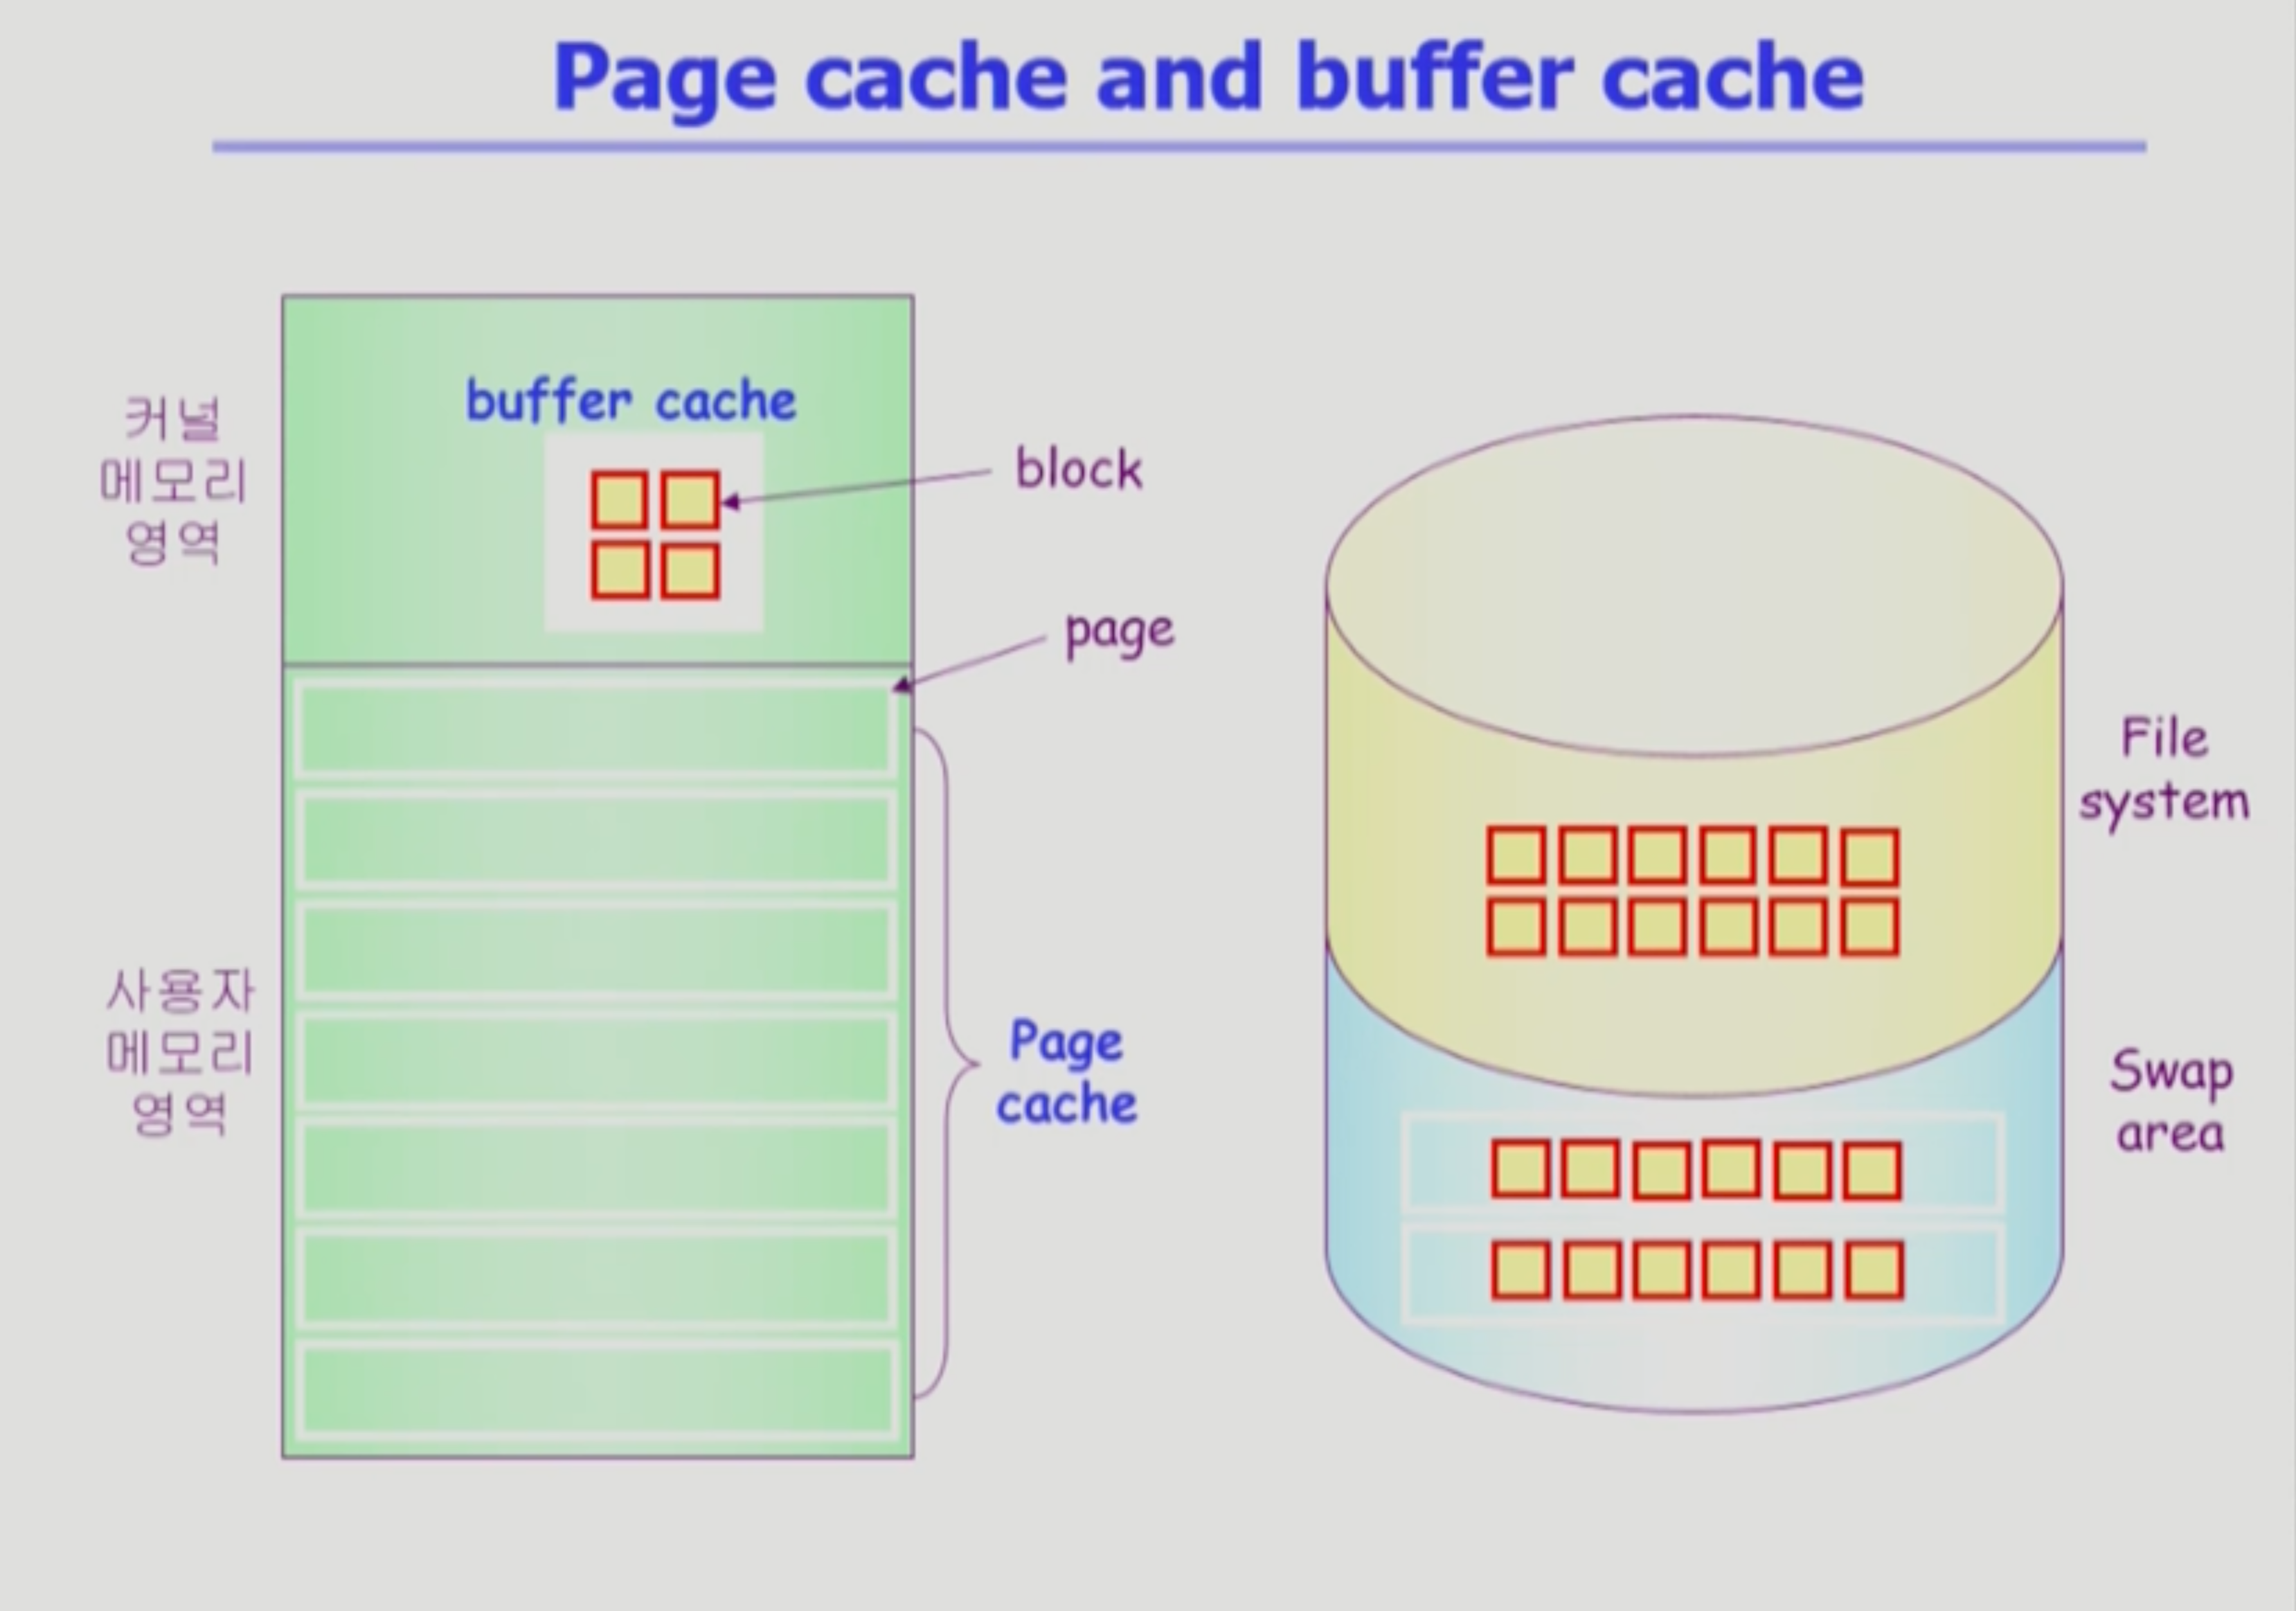 Page cache and buffer cache
커널
메모리
영역
buffer cache
block
page
사용자
메모리
영역
Page
cache
File
system
Swap
area